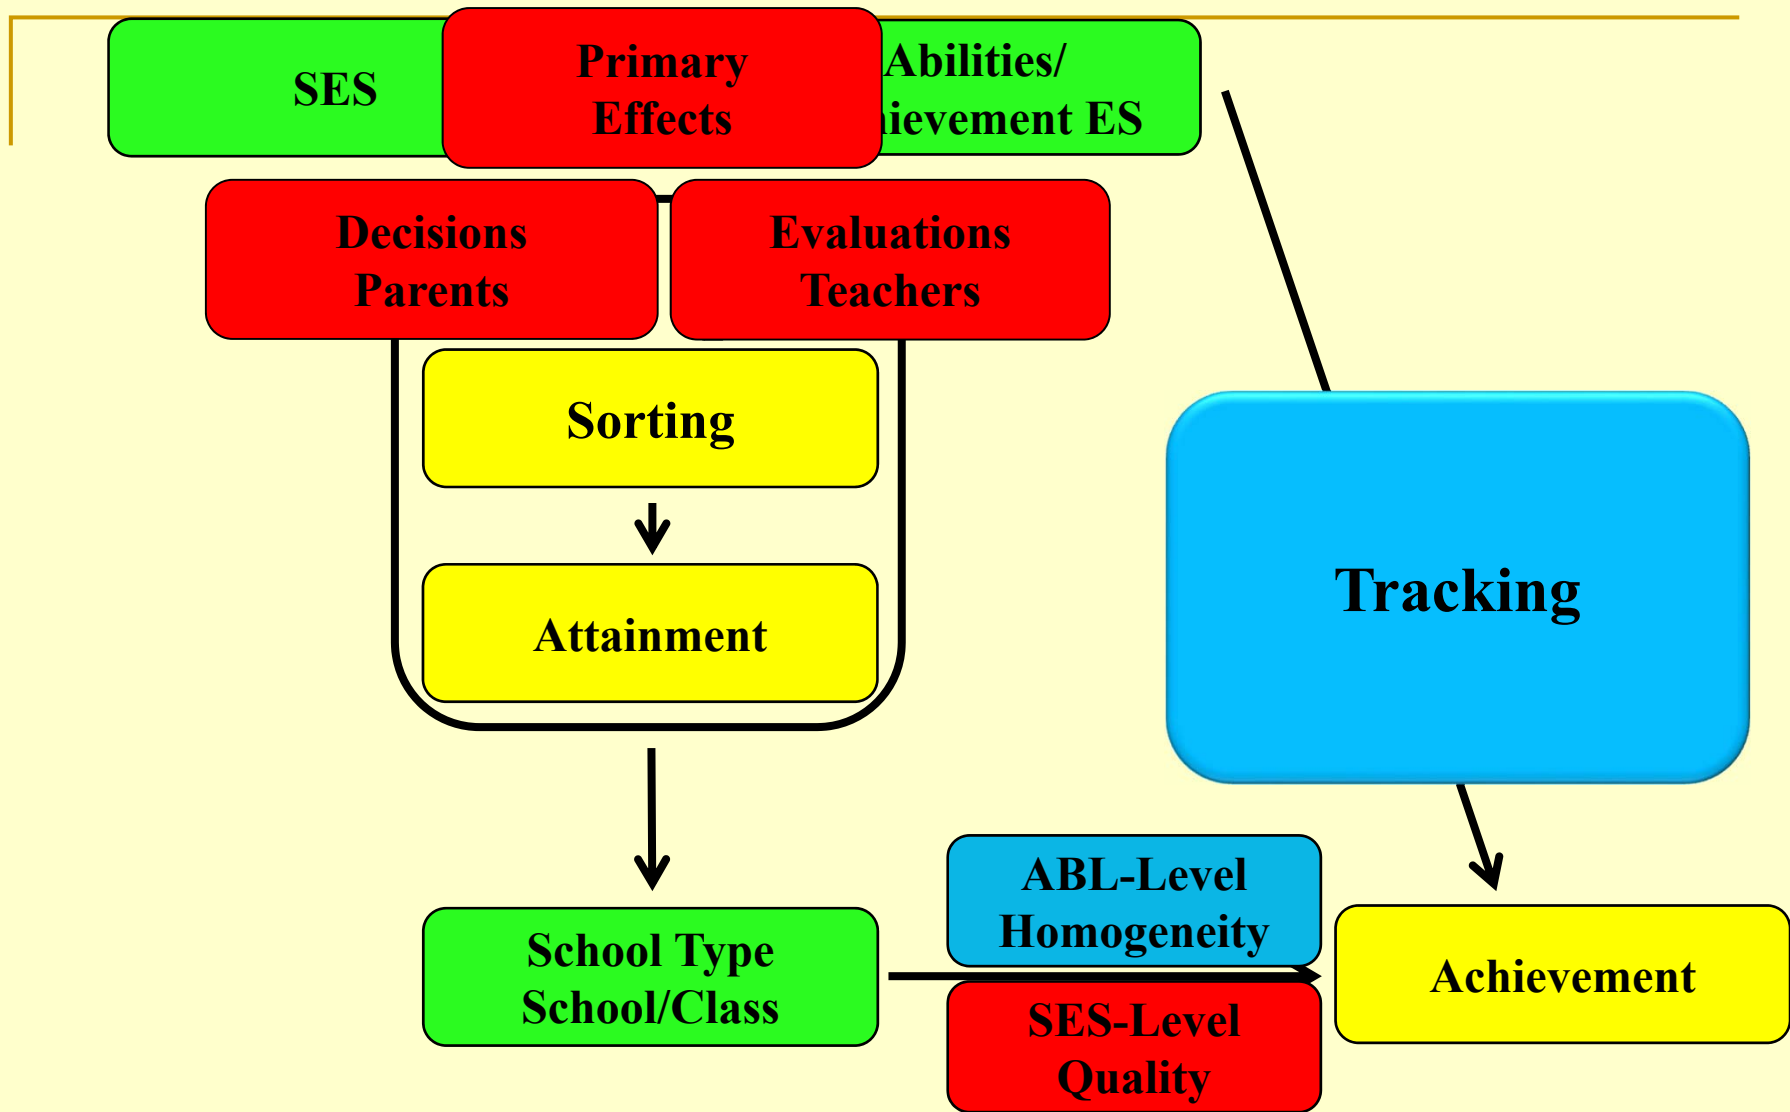 SES
Primary
Effects
Abilities/
ievement ES
Decisions
Parents
Evaluations
Teachers
Sorting
Attainment
Tracking
ABL-Level
Homogeneity
School Type
School/Class
Achievement
SES-Level
Quality